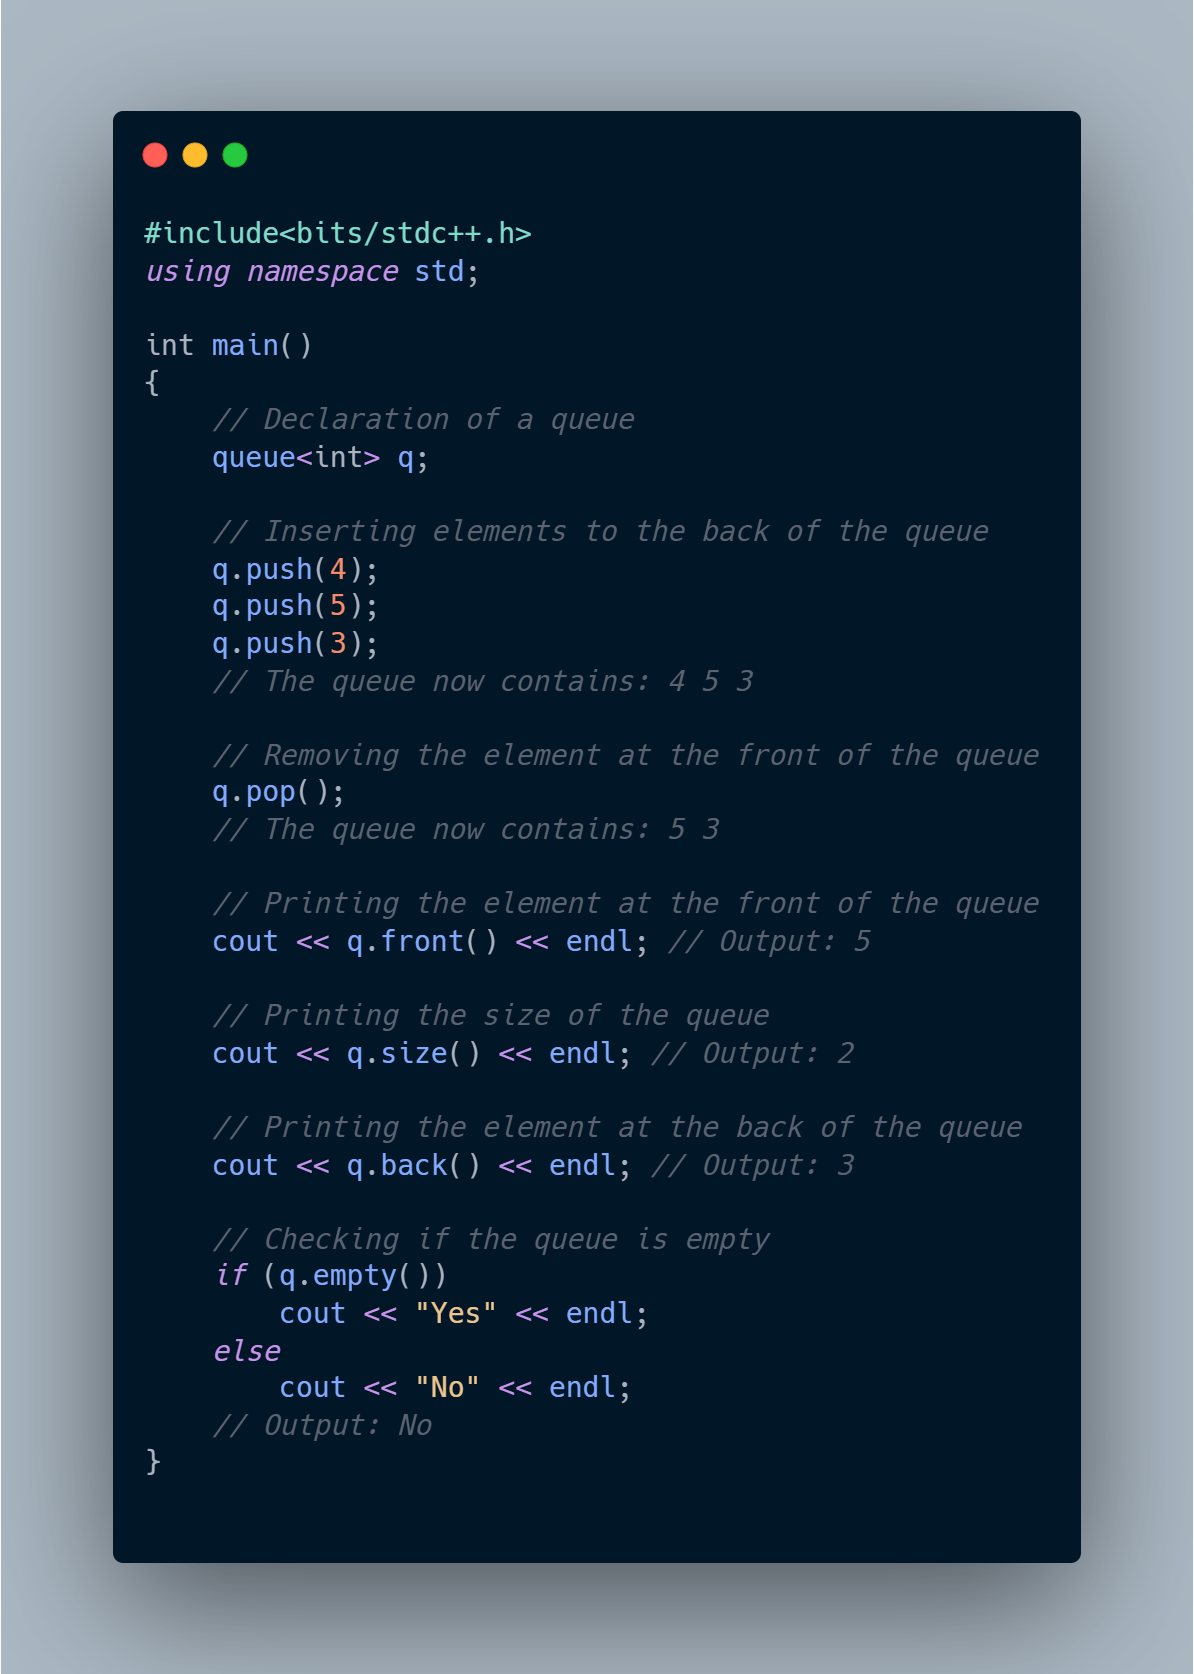 #include<bits/stdc++.h>
using namespace std;

int main()
{
    // Declaration of a queue
    queue<int> q;

    // Inserting elements to the back of the queue
    q.push(4);
    q.push(5);
    q.push(3);
    // The queue now contains: 4 5 3

    // Removing the element at the front of the queue
    q.pop();
    // The queue now contains: 5 3

    // Printing the element at the front of the queue
    cout << q.front() << endl; // Output: 5

    // Printing the size of the queue
    cout << q.size() << endl; // Output: 2

    // Printing the element at the back of the queue
    cout << q.back() << endl; // Output: 3

    // Checking if the queue is empty
    if (q.empty())
        cout << "Yes" << endl;
    else
        cout << "No" << endl;
    // Output: No
}